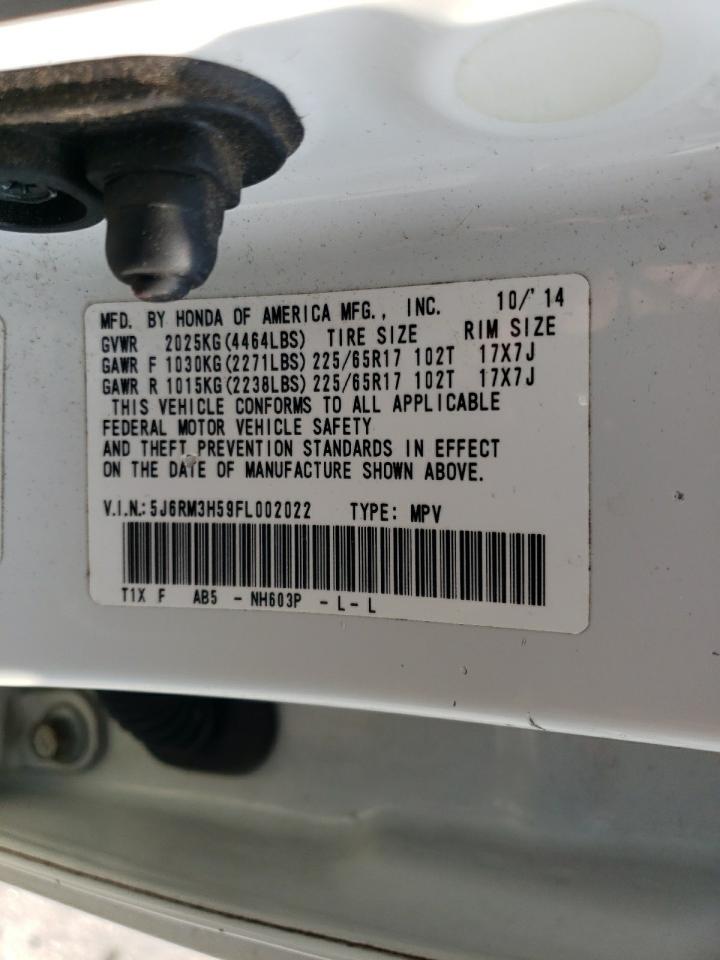 MFD. BY HONDA OF AMERICA MFG., INC. 10/'14
GVWR 2025KG(4464LBS) TIRE SIZE RIM SIZE
GAWR F 1030KG(2271LBS) 225/65R17 102T 17X7J
GAWR R 1015KG(2238LBS) 225/65R17 102T 17X7J
THIS VEHICLE CONFORMS TO ALL APPLICABLE
FEDERAL MOTOR VEHICLE SAFETY
AND THEFT PREVENTION STANDARDS IN EFFECT
ON THE DATE OF MANUFACTURE SHOWN ABOVE.
V.I.N.: 5J6RM3H59FL002022 TYPE: MPV
T1X F AB5 - NH603P - L - L